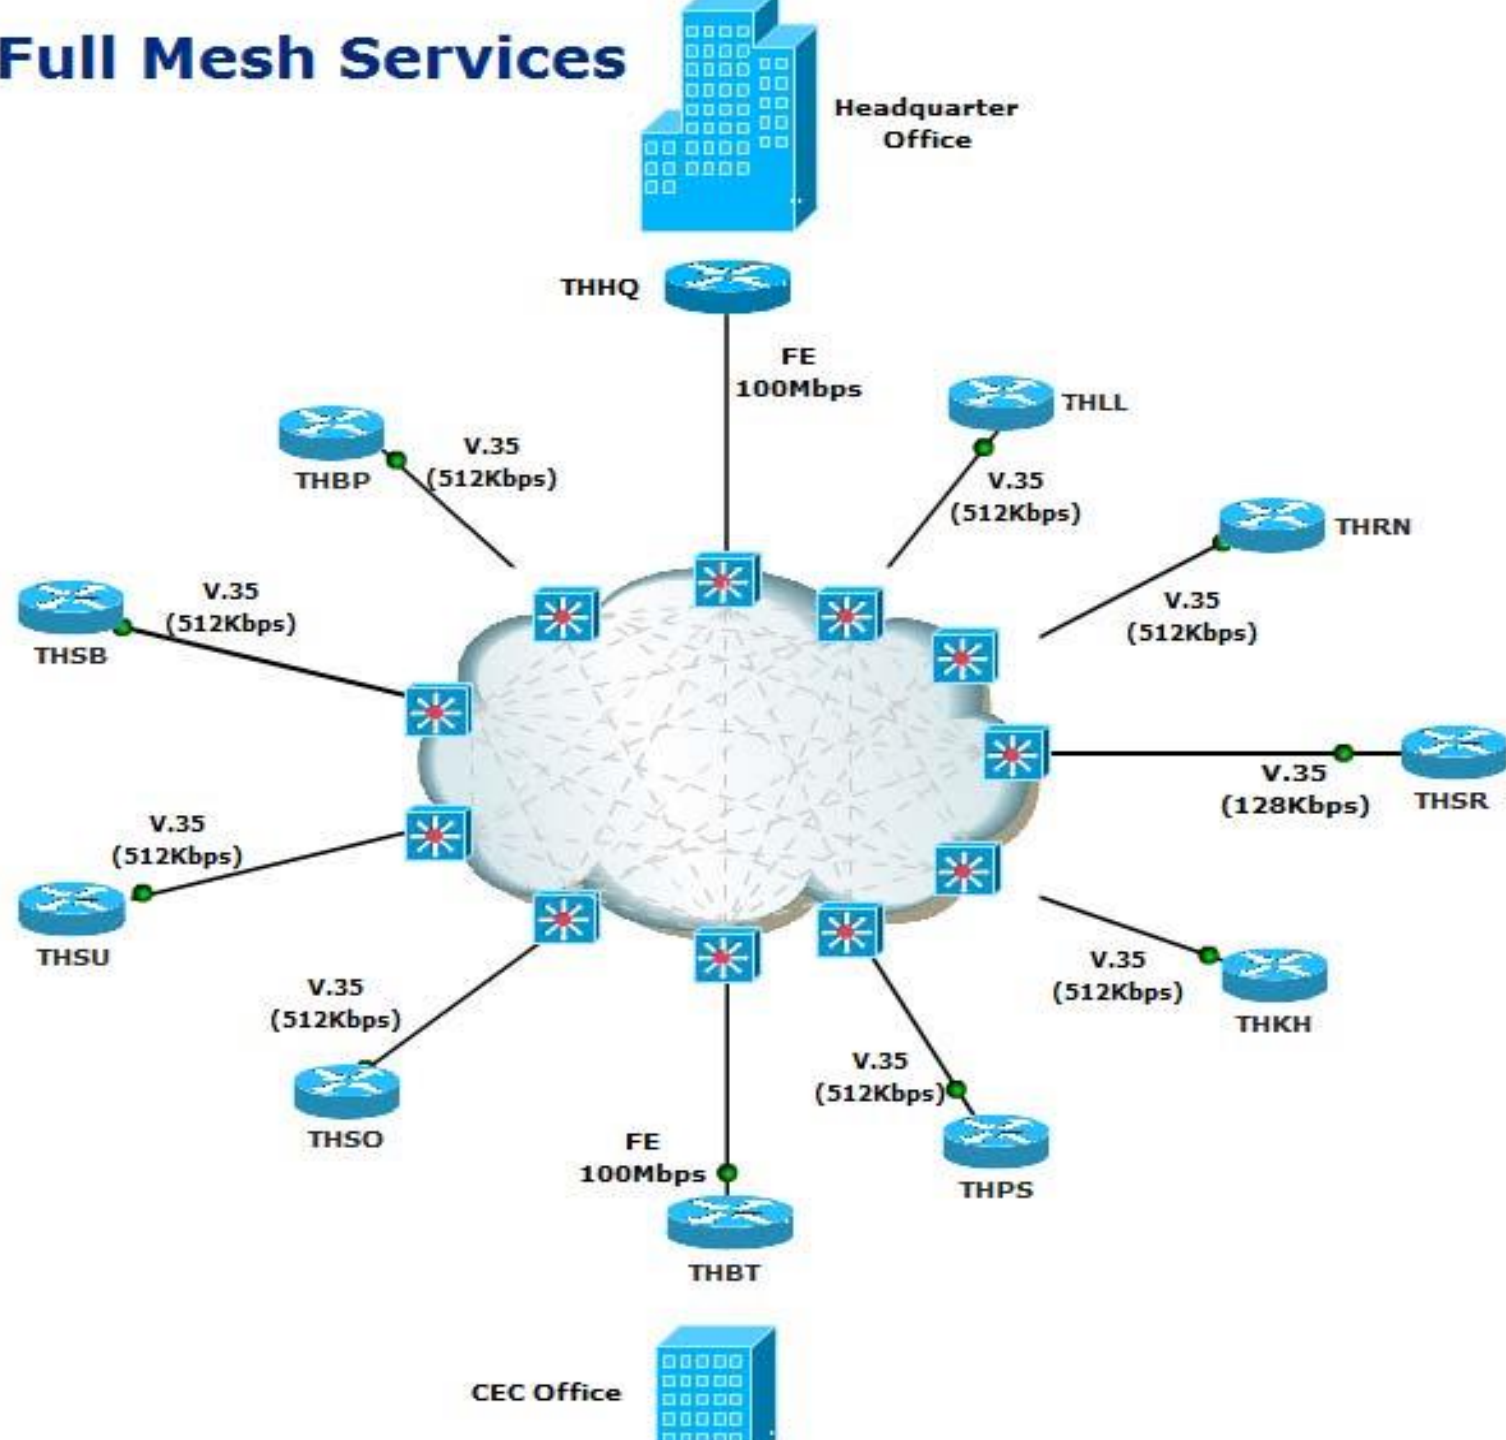 Full Mesh Services
Headquarter
Office
THHQ
FE
100Mbps
THLL
THBP
V.35
(512Kbps)
V.35
(512Kbps)
THRN
V.35
(512Kbps)
THSB
V.35
(512Kbps)
V.35
(128Kbps)
THSR
V.35
(512Kbps)
THSU
V.35
(512Kbps)
THKH
V.35
(512Kbps)
THSO
V.35
(512Kbps)
THPS
FE
100Mbps
THBT
CEC Office